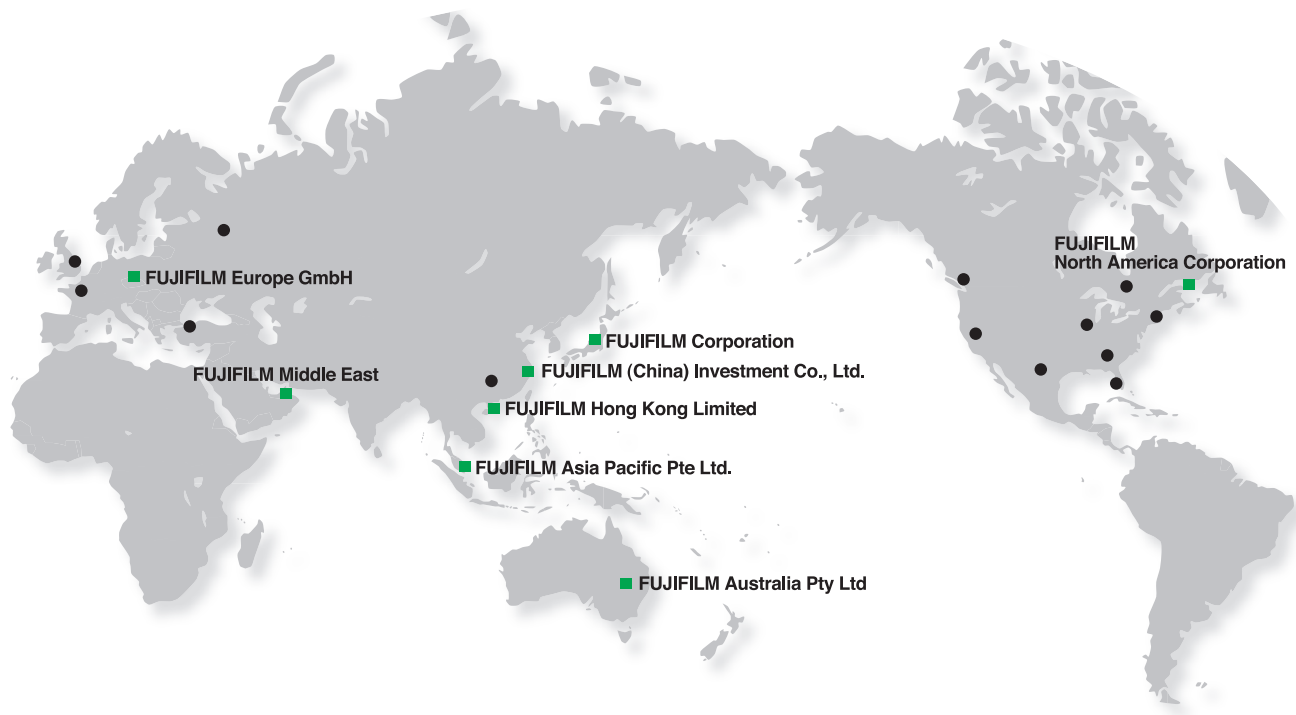 FUJIFILM
North America Corporation
FUJIFILM Europe GmbH
FUJIFILM Corporation
FUJIFILM (China) Investment Co., Ltd.
FUJIFILM Middle East
FUJIFILM Hong Kong Limited
FUJIFILM Asia Pacific Pte Ltd.
FUJIFILM Australia Pty Ltd